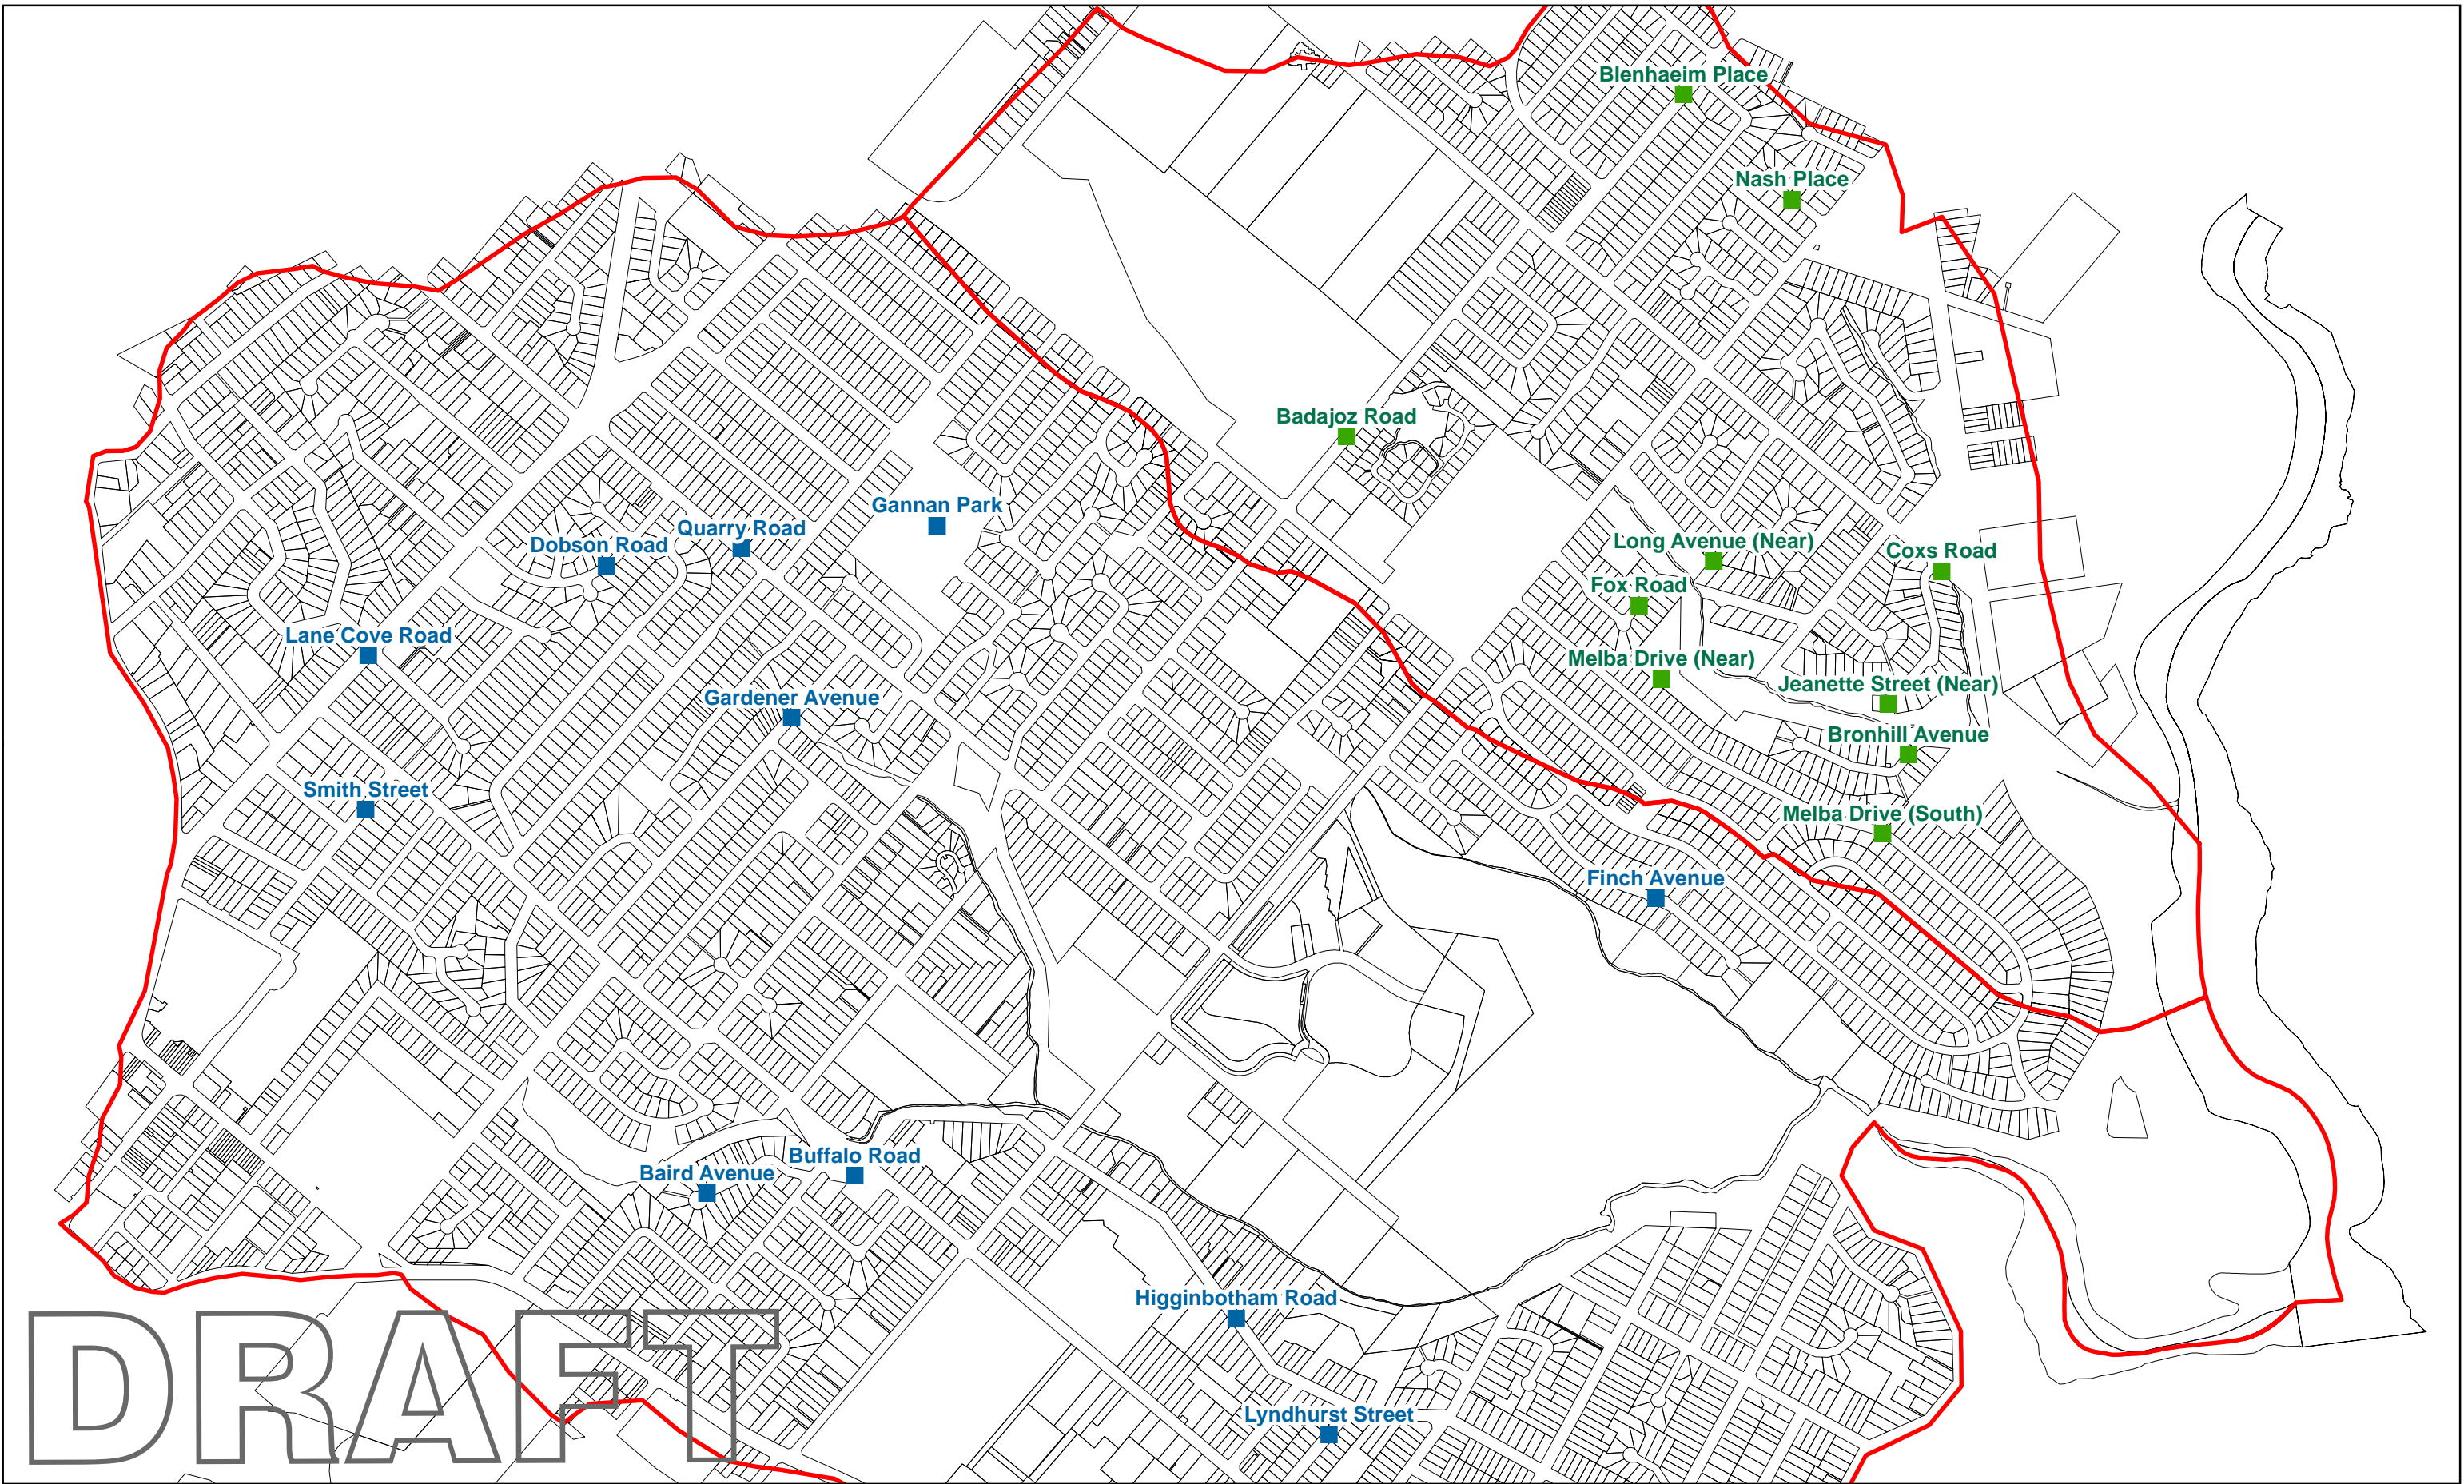 Blenhaeim Place
Nash Place
Badajoz Road
Gannan Park
Quarry Road
Dobson Road
Long Avenue (Near)
Coxs Road
Fox Road
Lane Cove Road
Melba Drive (Near)
Jeanette Street (Near)
Gardener Avenue
Bronhill Avenue
Smith Street
Melba Drive (South)
Finch Avenue
Buffalo Road
Baird Avenue
Higginbotham Road
Lyndhurst Street
DRAFT